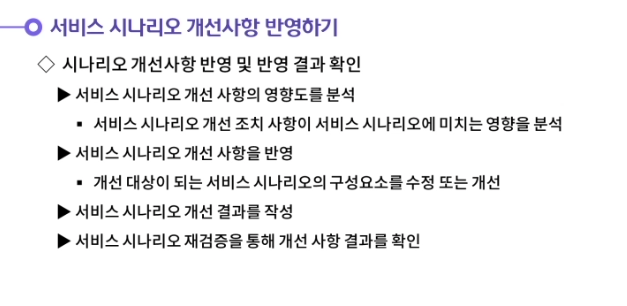 서비스 시나리오 개선사항 반영하기
◇ 시나리오 개선사항 반영 및 반영 결과 확인
▶ 서비스 시나리오 개선 사항의 영향도를 분석
▪ 서비스 시나리오 개선 조치 사항이 서비스 시나리오에 미치는 영향을 분석
▶ 서비스 시나리오 개선 사항을 반영
▪ 개선 대상이 되는 서비스 시나리오의 구성요소를 수정 또는 개선
▶ 서비스 시나리오 개선 결과를 작성
▶ 서비스 시나리오 재검증을 통해 개선 사항 결과를 확인